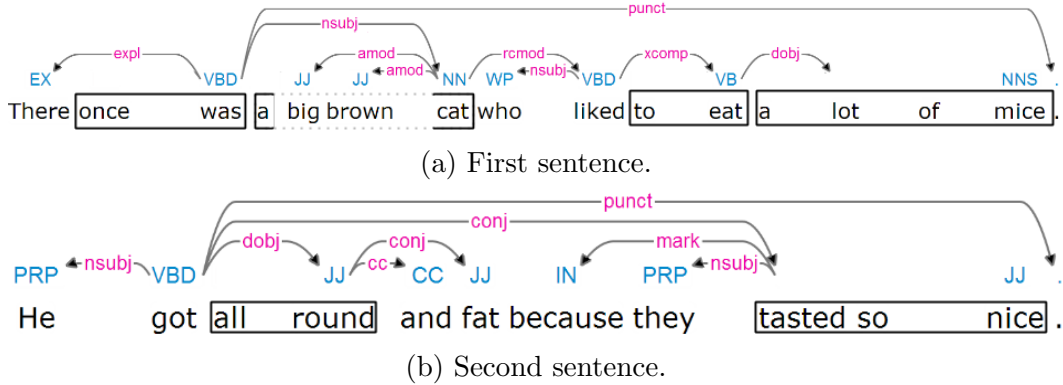 punct
nsubj
expl amod rcmod xcomp dobj
EX VBD JJ JJ amod NN WP nsubj VBD VB NNS .
There once was a big brown cat who liked to eat a lot of mice .
(a) First sentence.
punct
conj
dobj conj mark
PRP nsubj VBD JJ cc CC JJ IN PRP nsubj JJ .
He got all round and fat because they tasted so nice .
(b) Second sentence.